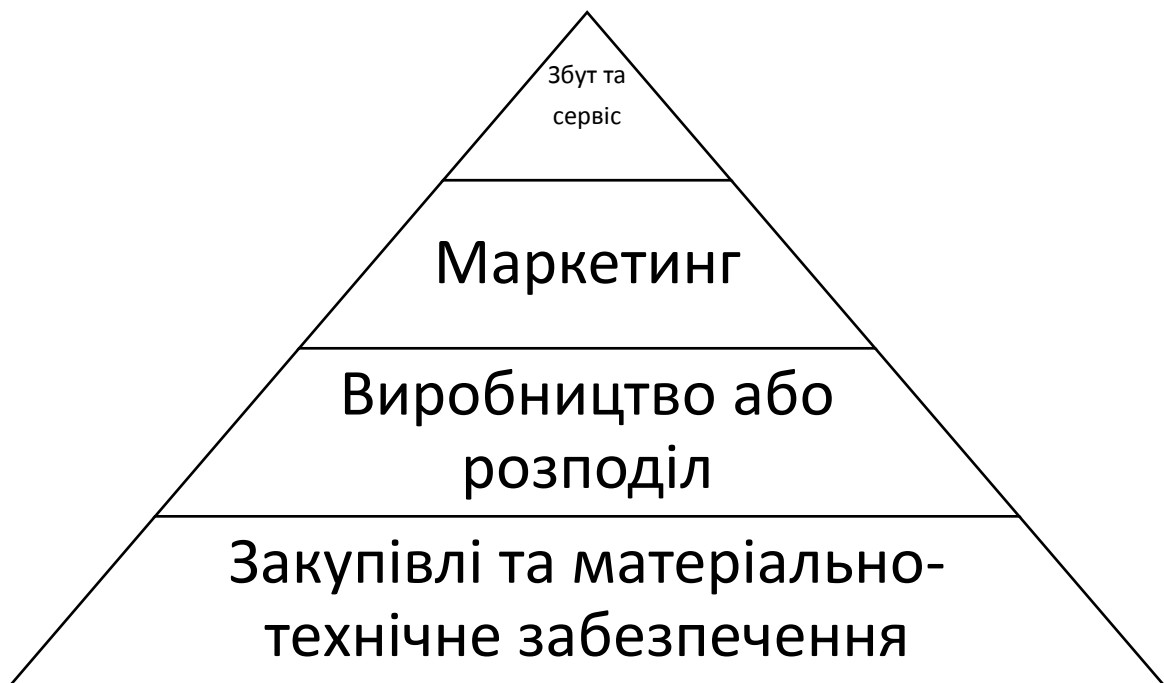 Збут та
сервіс
Маркетинг
Виробництво або
розподіл
Закупівлі та матеріально-
технічне забезпечення